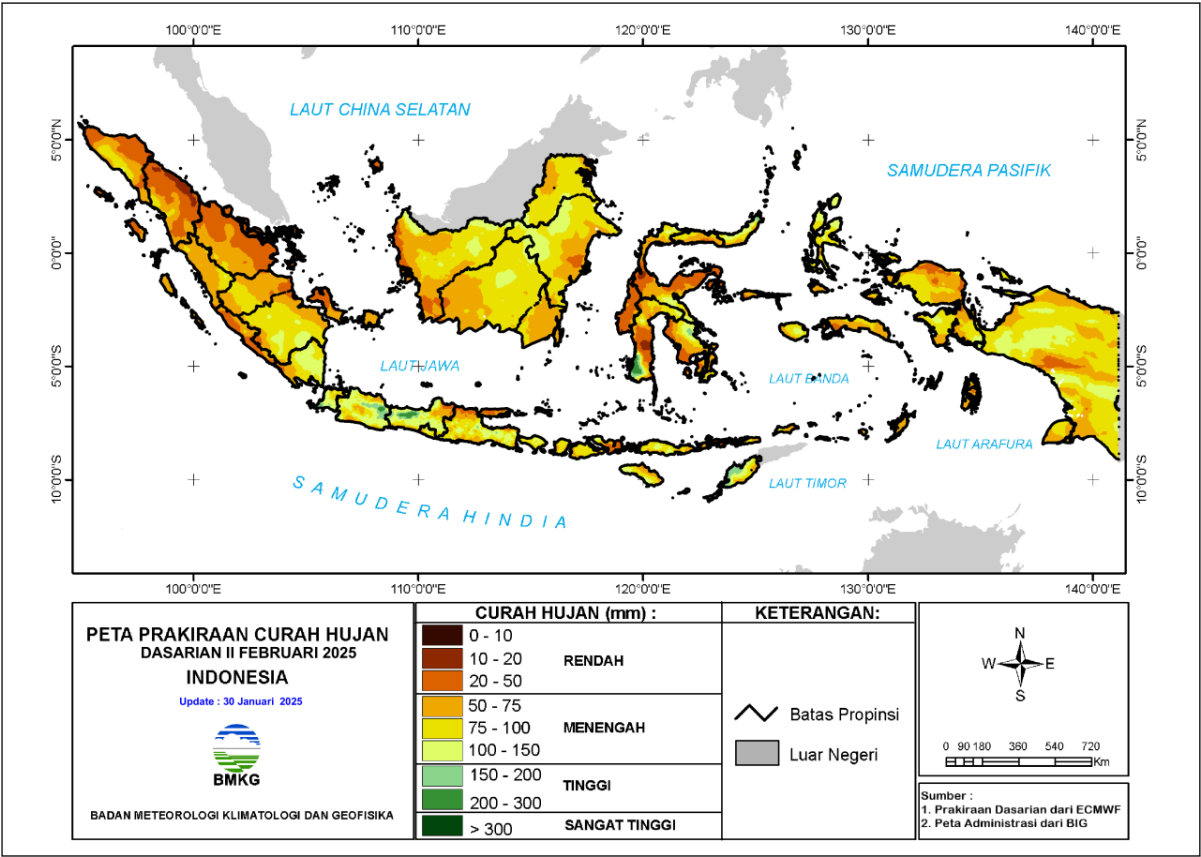 100°0'0"E 110°0'0"E 120°0'0"E 130°0'0"E 140°0'0"E
5°0'0"N 5°0'0"N
LAUT CHINA SELATAN
SAMUDERA PASIFIK
0°0'0" 0°0'0"
5°0'0"S 5°0'0"S
LAUT JAWA
LAUT BANDA
LAUT ARAFURA
10°0'0"S 10°0'0"S
LAUT TIMOR
SAMUDERA HINDIA
100°0'0"E 110°0'0"E 120°0'0"E 130°0'0"E 140°0'0"E
PETA PRAKIRAAN CURAH HUJAN
DASARIAN II FEBRUARI 2025
INDONESIA
Update : 30 Januari 2025
BMKG
BADAN METEOROLOGI KLIMATOLOGI DAN GEOFISIKA
CURAH HUJAN (mm) :
0 - 10
10 - 20 RENDAH
20 - 50
50 - 75
75 - 100 MENENGAH
100 - 150
150 - 200
TINGGI
200 - 300
> 300 SANGAT TINGGI
KETERANGAN:
Batas Propinsi
Luar Negeri
N
W E
S
0 90 180 360 540 720
Km
Sumber :
1. Prakiraan Dasarian dari ECMWF
2. Peta Administrasi dari BIG